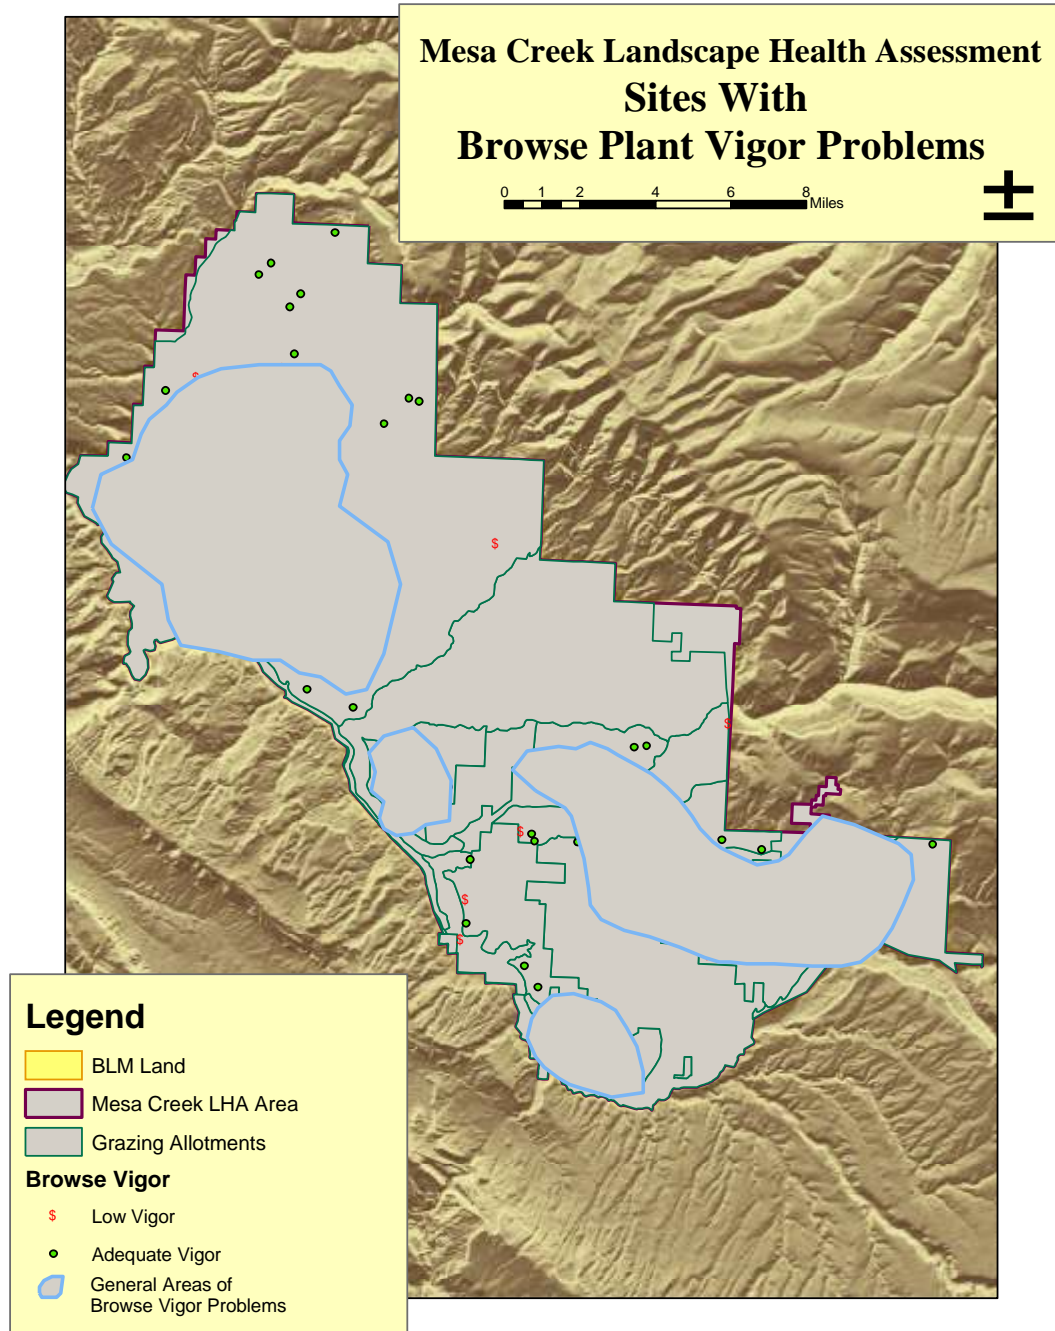 Mesa Creek Landscape Health Assessment
Sites With
Browse Plant Vigor Problems
0 1 2 4 6 8
Miles
$
$
$
$
$
$
Legend
BLM Land
Mesa Creek LHA Area
Grazing Allotments
Browse Vigor
$ Low Vigor
Adequate Vigor
General Areas of
Browse Vigor Problems